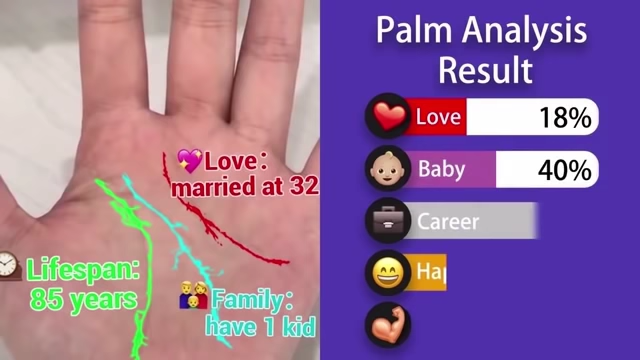 Love:
married at 32
Lifespan:
85 years
Family:
have 1 kid
Palm Analysis
Result
Love 18%
Baby 40%
Career